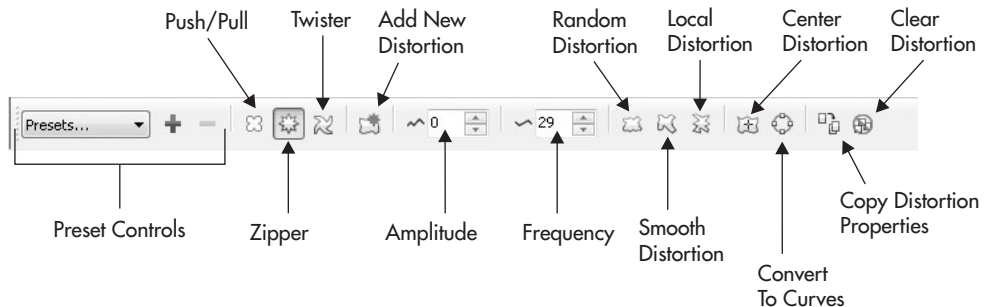 Push/Pull
Twister
Add New
Distortion
Random
Distortion
Local
Distortion
Center
Distortion
Clear
Distortion
Presets...
0
29
Preset Controls
Zipper
Amplitude
Frequency
Smooth
Distortion
Convert
To Curves
Copy Distortion
Properties